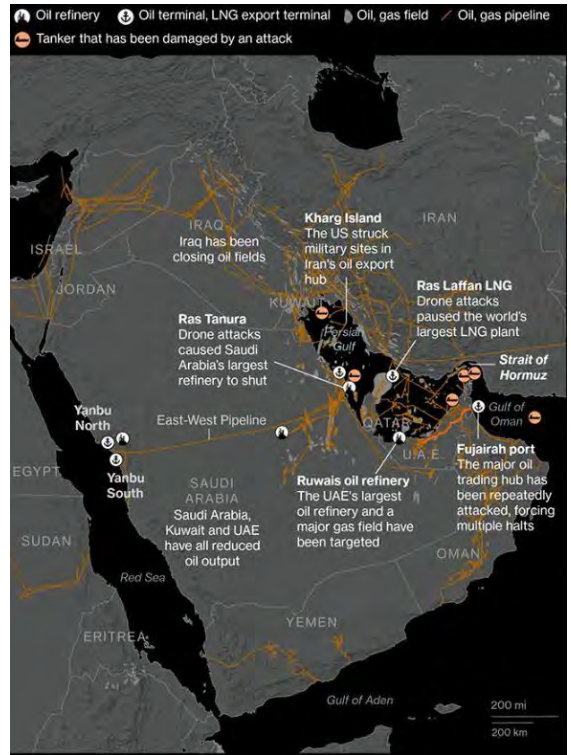 Oil refinery Oil terminal, LNG export terminal Oil, gas field Oil, gas pipeline
Tanker that has been damaged by an attack
IRAQ
Iraq has been
closing oil fields
Kharg Island
The US struck
military sites in
Iran's oil export
hub
IRAN
ISRAEL
JORDAN
KUWAIT
Ras Laffan LNG
Drone attacks
paused the world's
largest LNG plant
Ras Tanura
Drone attacks
caused Saudi
Arabia's largest
refinery to shut
Persian
Gulf
Strait of
Hormuz
Yanbu
North
East-West Pipeline
QATAR
Gulf of
Oman
U.A.E.
Yanbu
South
EGYPT
SAUDI
ARABIA
Saudi Arabia,
Kuwait and UAE
have all reduced
oil output
Ruwais oil refinery
The UAE's largest
oil refinery and a
major gas field have
been targeted
Fujairah port
The major oil
trading hub has
been repeatedly
attacked, forcing
multiple halts
SUDAN
OMAN
Red Sea
YEMEN
ERITREA
Gulf of Aden
200 mi
200 km